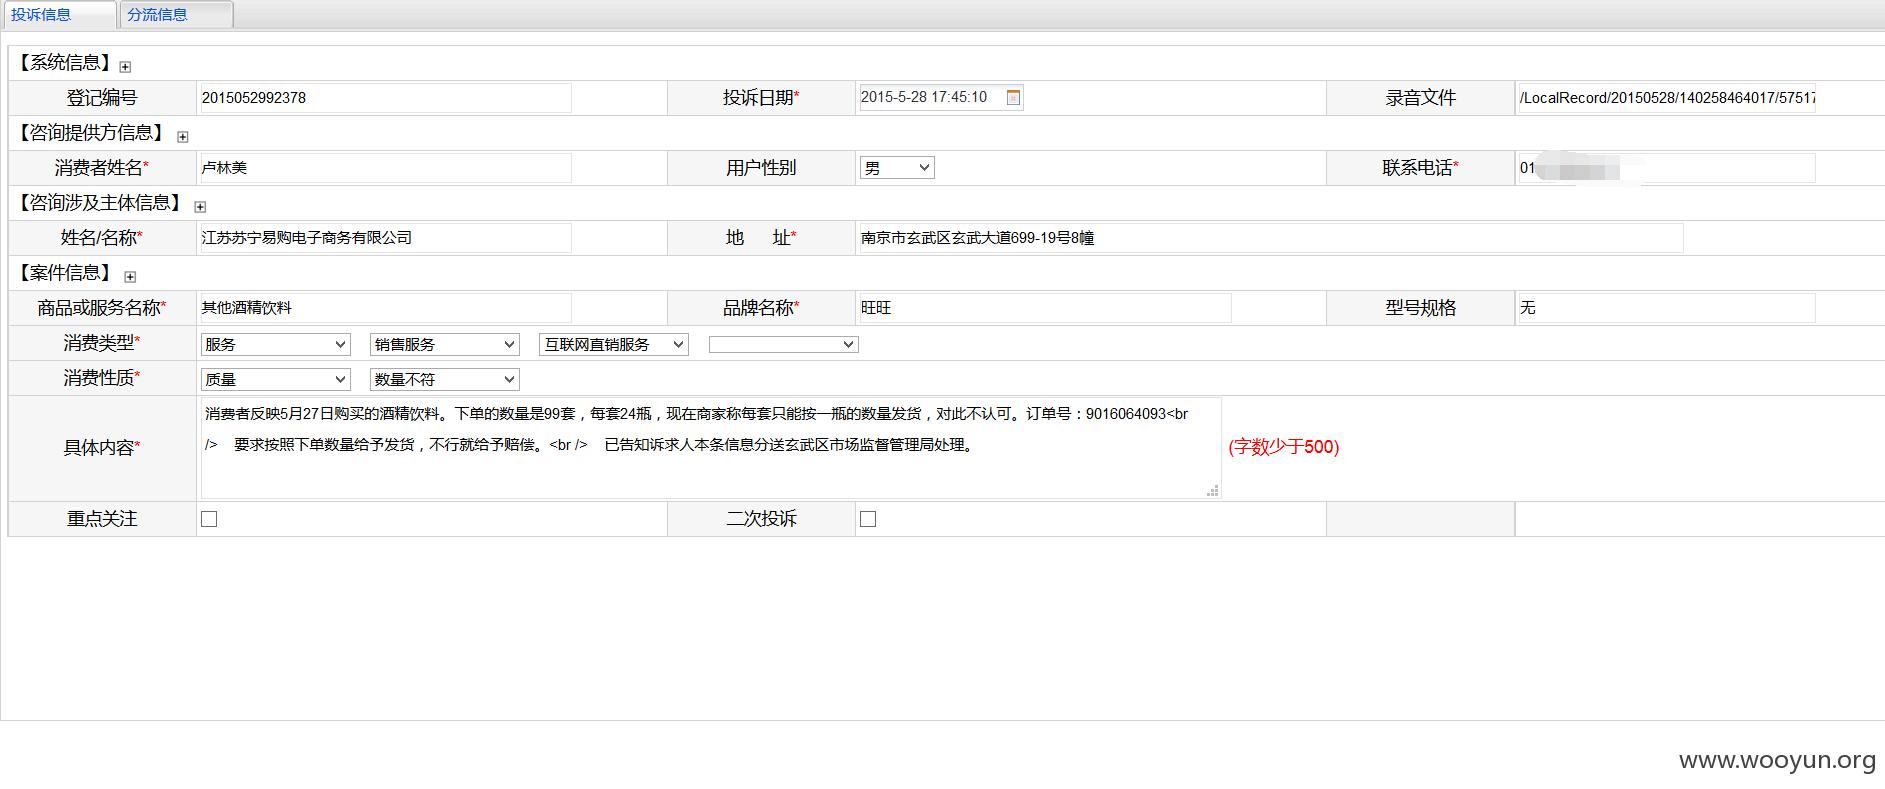 投诉信息 分流信息
【系统信息】
登记编号 2015052992378 投诉日期* 2015-5-28 17:45:10 录音文件 /LocalRecord/20150528/140258464017/57517
【咨询提供方信息】
消费者姓名* 卢林美 用户性别 男 联系电话* 01
【咨询涉及主体信息】
姓名/名称* 江苏苏宁易购电子商务有限公司 地 址* 南京市玄武区玄武大道699-19号8幢
【案件信息】
商品或服务名称* 其他酒精饮料 品牌名称* 旺旺 型号规格 无
消费类型* 服务 销售服务 互联网直销服务
消费性质* 质量 数量不符
消费者反映5月27日购买的酒精饮料。下单的数量是99套，每套24瓶，现在商家称每套只能按一瓶的数量发货，对此不认可。订单号：9016064093<br
具体内容* /> 要求按照下单数量给予发货，不行就给予赔偿。<br /> 已告知诉求人本条信息分送玄武区市场监督管理局处理。 (字数少于500)
重点关注 二次投诉
www.wooyun.org